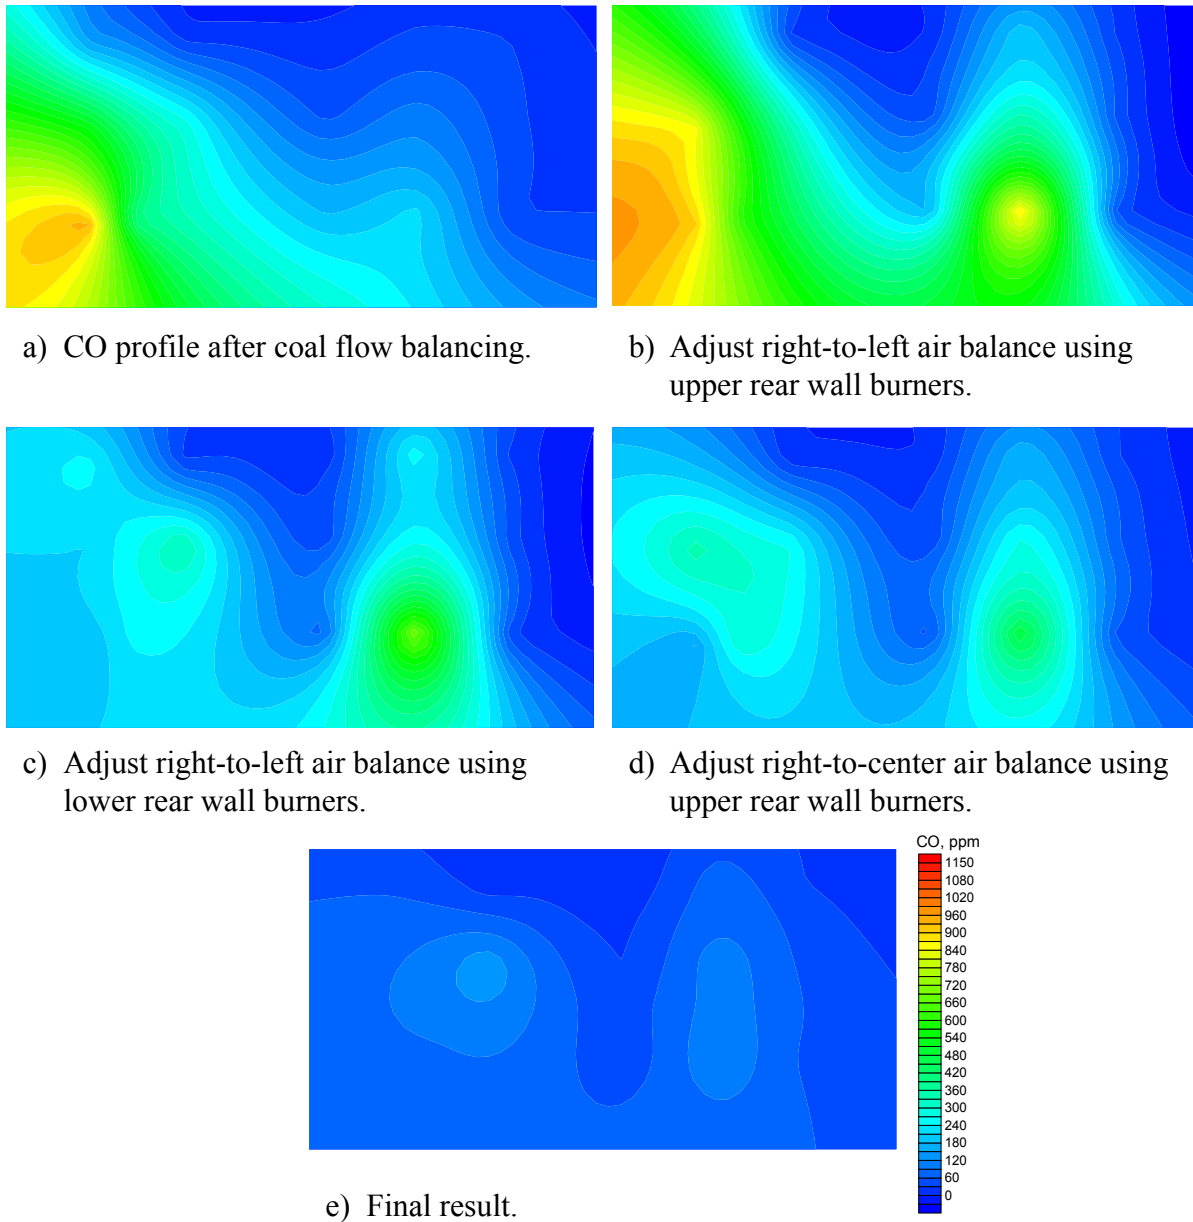 a) CO profile after coal flow balancing.
b) Adjust right-to-left air balance using
upper rear wall burners.
c) Adjust right-to-left air balance using
lower rear wall burners.
d) Adjust right-to-center air balance using
upper rear wall burners.
CO, ppm
1150
1080
1020
960
900
840
780
720
660
600
540
480
420
360
300
240
180
120
60
0
e) Final result.